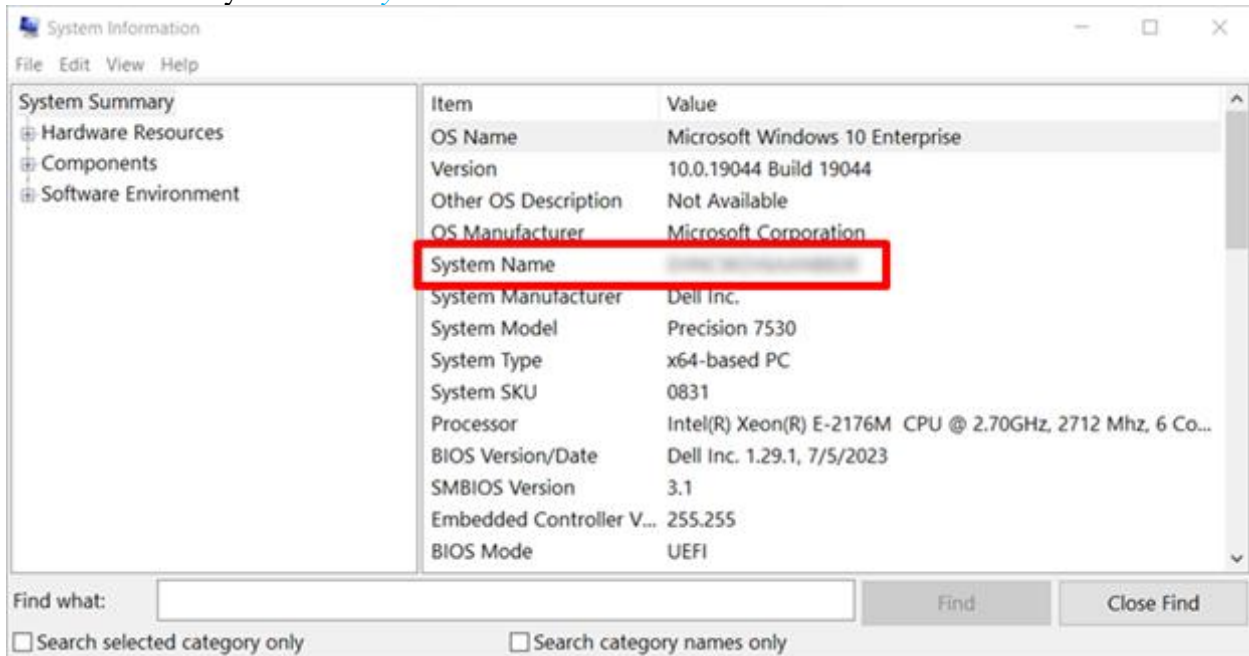 System Information
File Edit View Help
System Summary
Hardware Resources
Components
Software Environment
Item Value
OS Name Microsoft Windows 10 Enterprise
Version 10.0.19044 Build 19044
Other OS Description Not Available
OS Manufacturer Microsoft Corporation
System Name
System Manufacturer Dell Inc.
System Model Precision 7530
System Type x64-based PC
System SKU 0831
Processor Intel(R) Xeon(R) E-2176M CPU @ 2.70GHz, 2712 Mhz, 6 Co...
BIOS Version/Date Dell Inc. 1.29.1, 7/5/2023
SMBIOS Version 3.1
Embedded Controller V... 255.255
BIOS Mode UEFI
Find what: Find Close Find
Search selected category only Search category names only